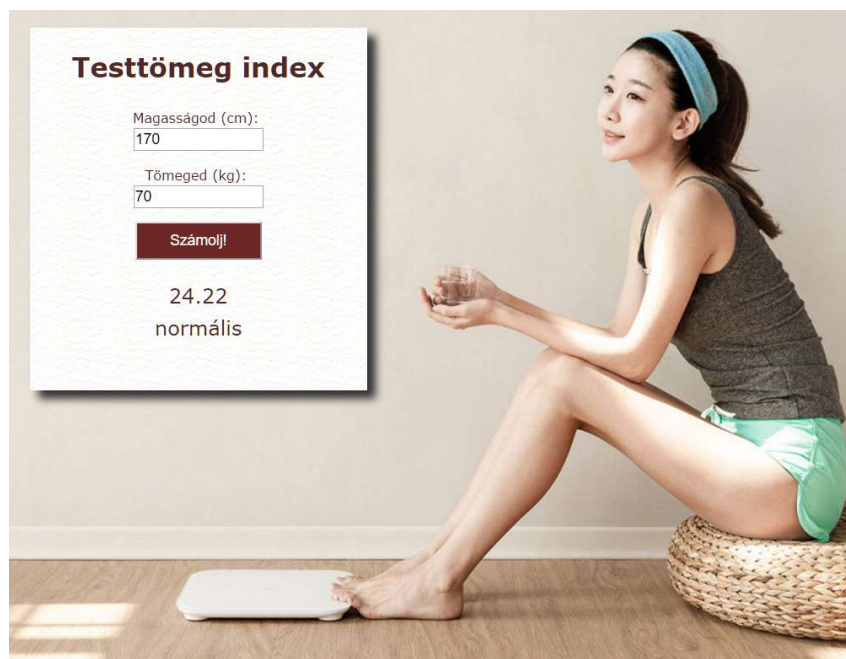 Testtömeg index
Magasságod (cm):
170
Tömeged (kg):
70
Számolj!
24.22
normális